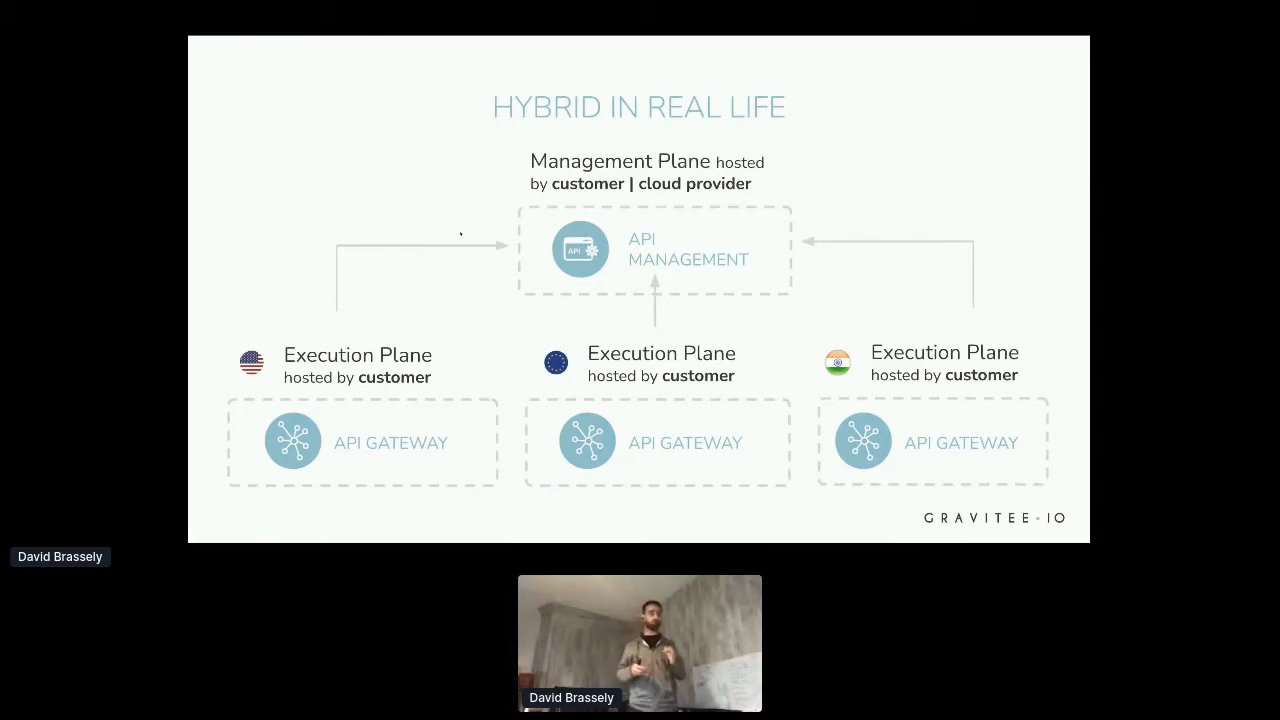 HYBRID IN REAL LIFE
Management Plane hosted
by customer | cloud provider
API
API
MANAGEMENT
Execution Plane
hosted by customer
API GATEWAY
Execution Plane
hosted by customer
API GATEWAY
Execution Plane
hosted by customer
API GATEWAY
GRAVITEE•IO
David Brassely
David Brassely